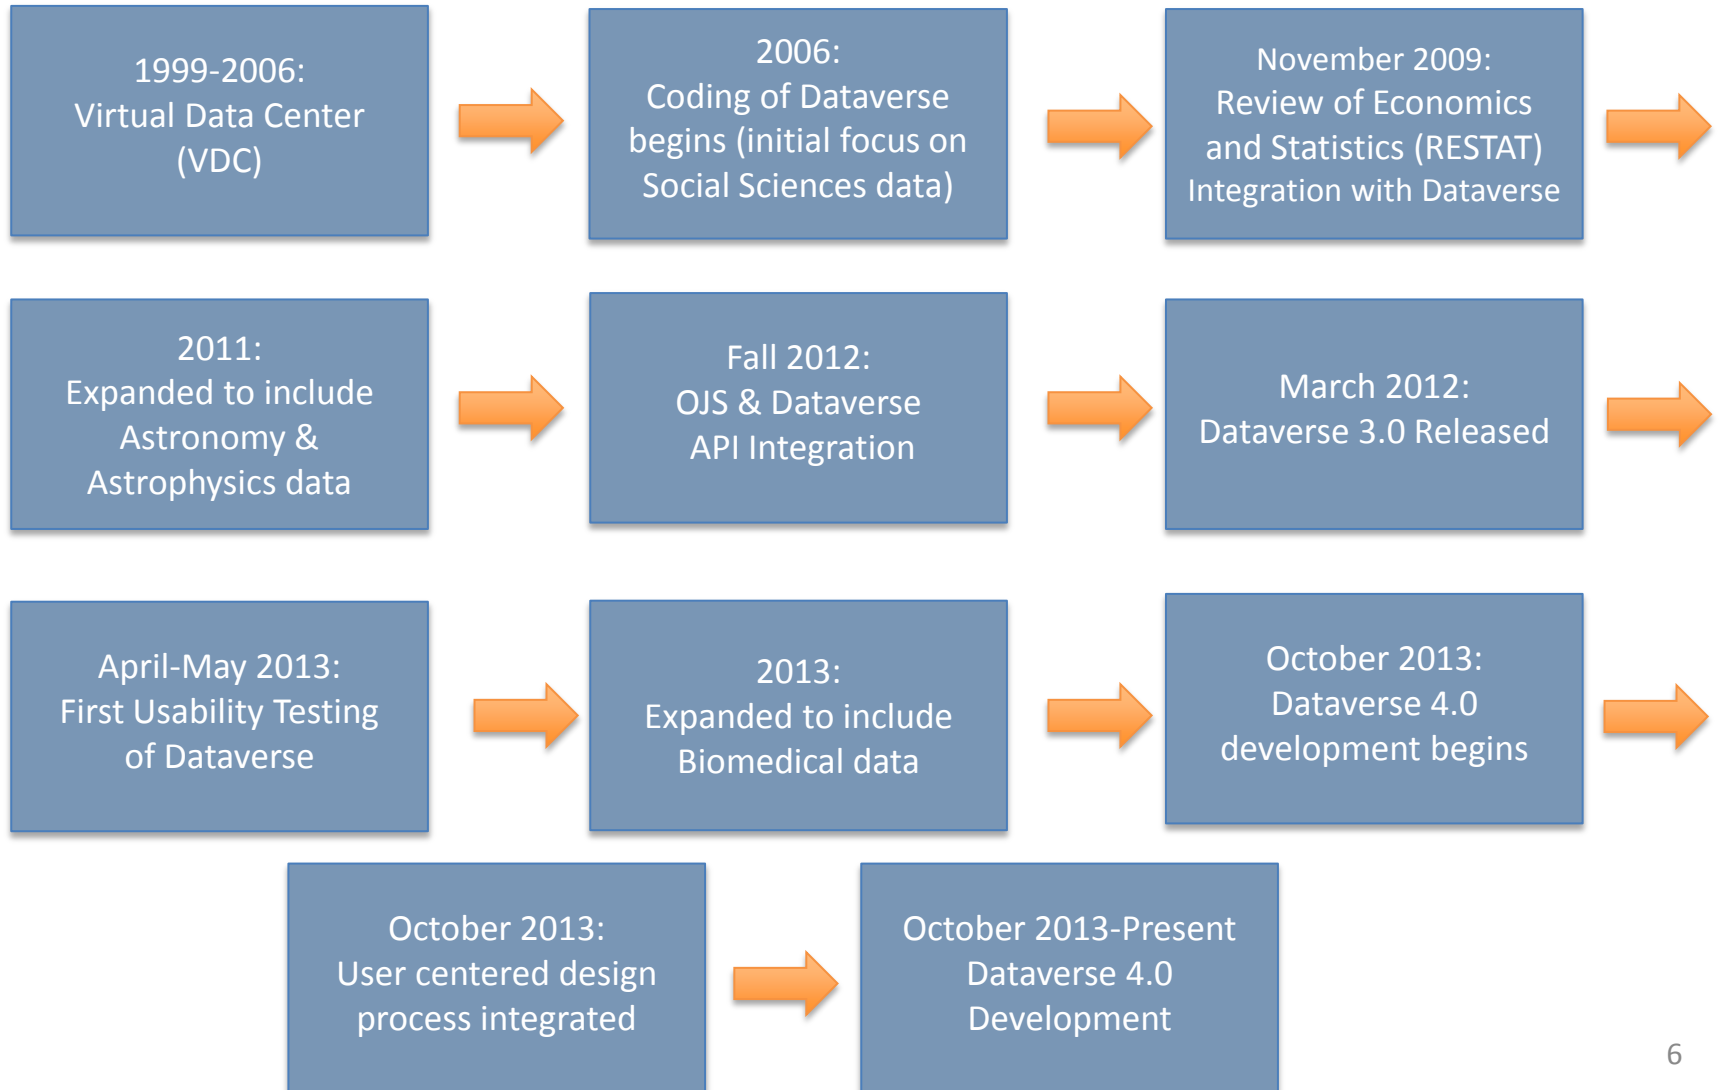 1999-2006:
Virtual Data Center
(VDC)
2006:
Coding of Dataverse
begins (initial focus on
Social Sciences data)
November 2009:
Review of Economics
and Statistics (RESTAT)
Integration with Dataverse
2011:
Expanded to include
Astronomy &
Astrophysics data
Fall 2012:
OJS & Dataverse
API Integration
March 2012:
Dataverse 3.0 Released
April-May 2013:
First Usability Testing
of Dataverse
2013:
Expanded to include
Biomedical data
October 2013:
Dataverse 4.0
development begins
October 2013:
User centered design
process integrated
October 2013-Present
Dataverse 4.0
Development
6